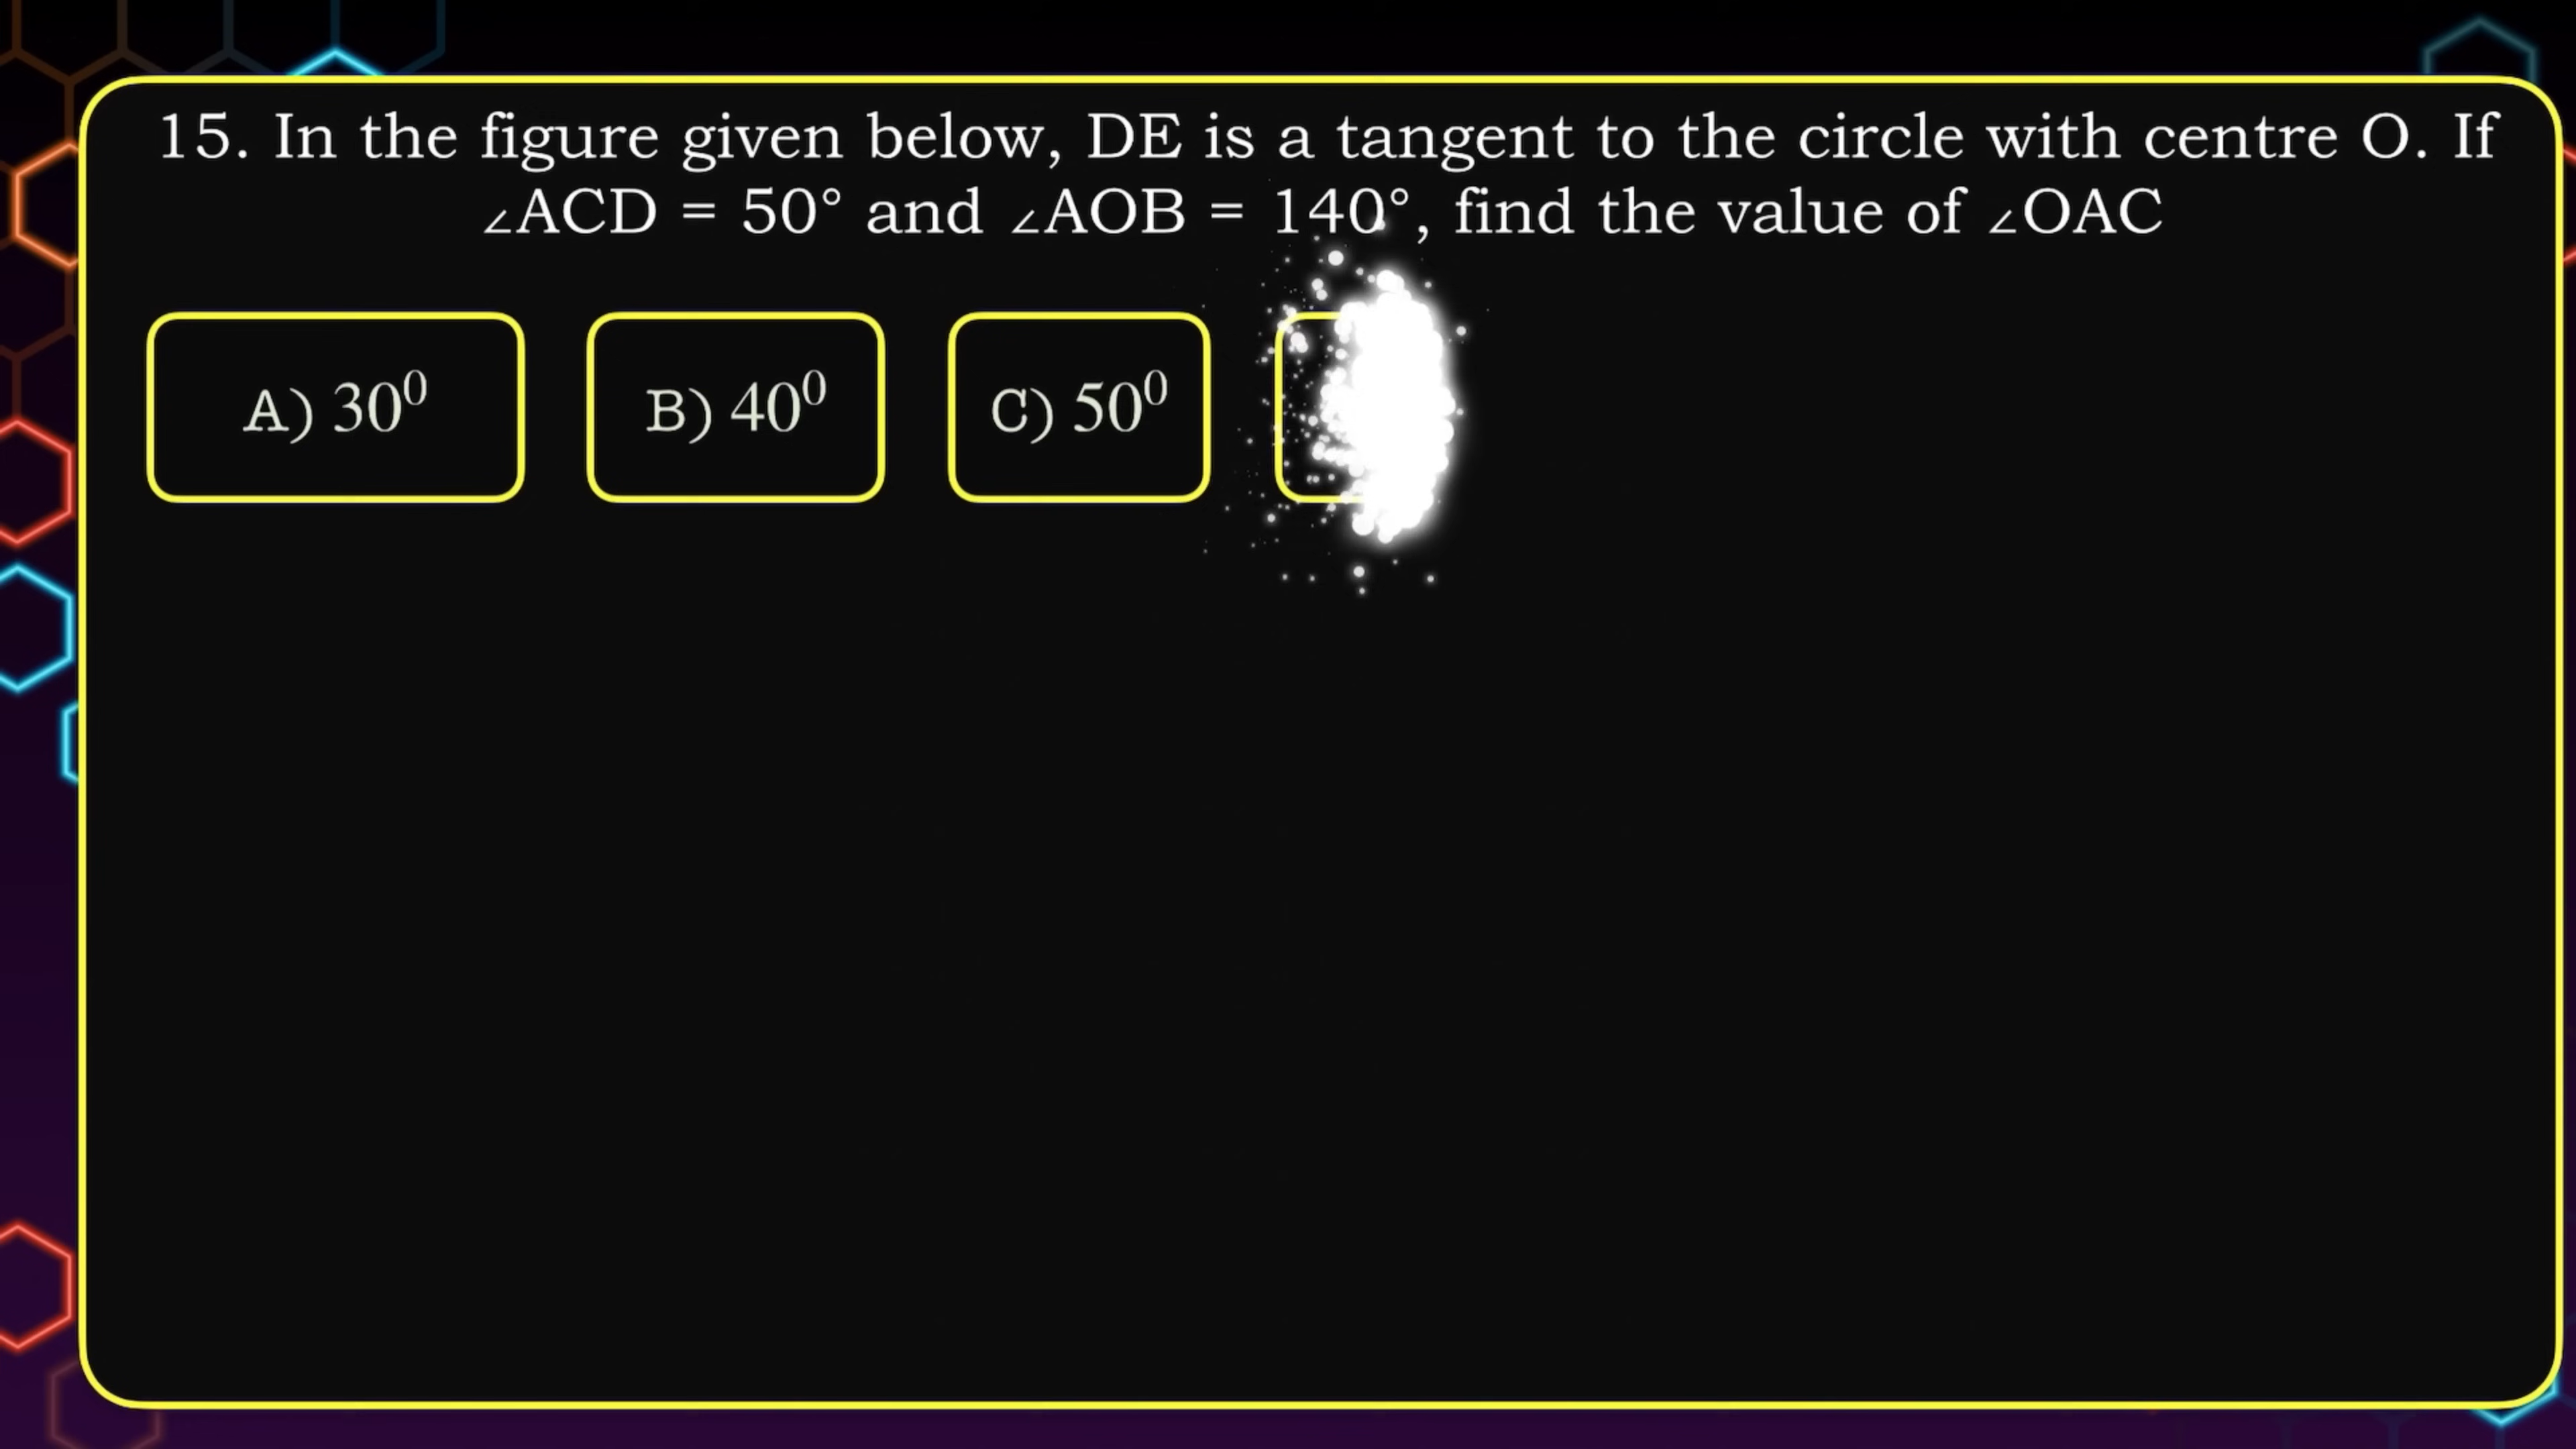 15. In the figure given below, DE is a tangent to the circle with centre O. If
∠ACD = 50° and ∠AOB = 140°, find the value of ∠OAC
A) 30⁰
B) 40⁰
C) 50⁰